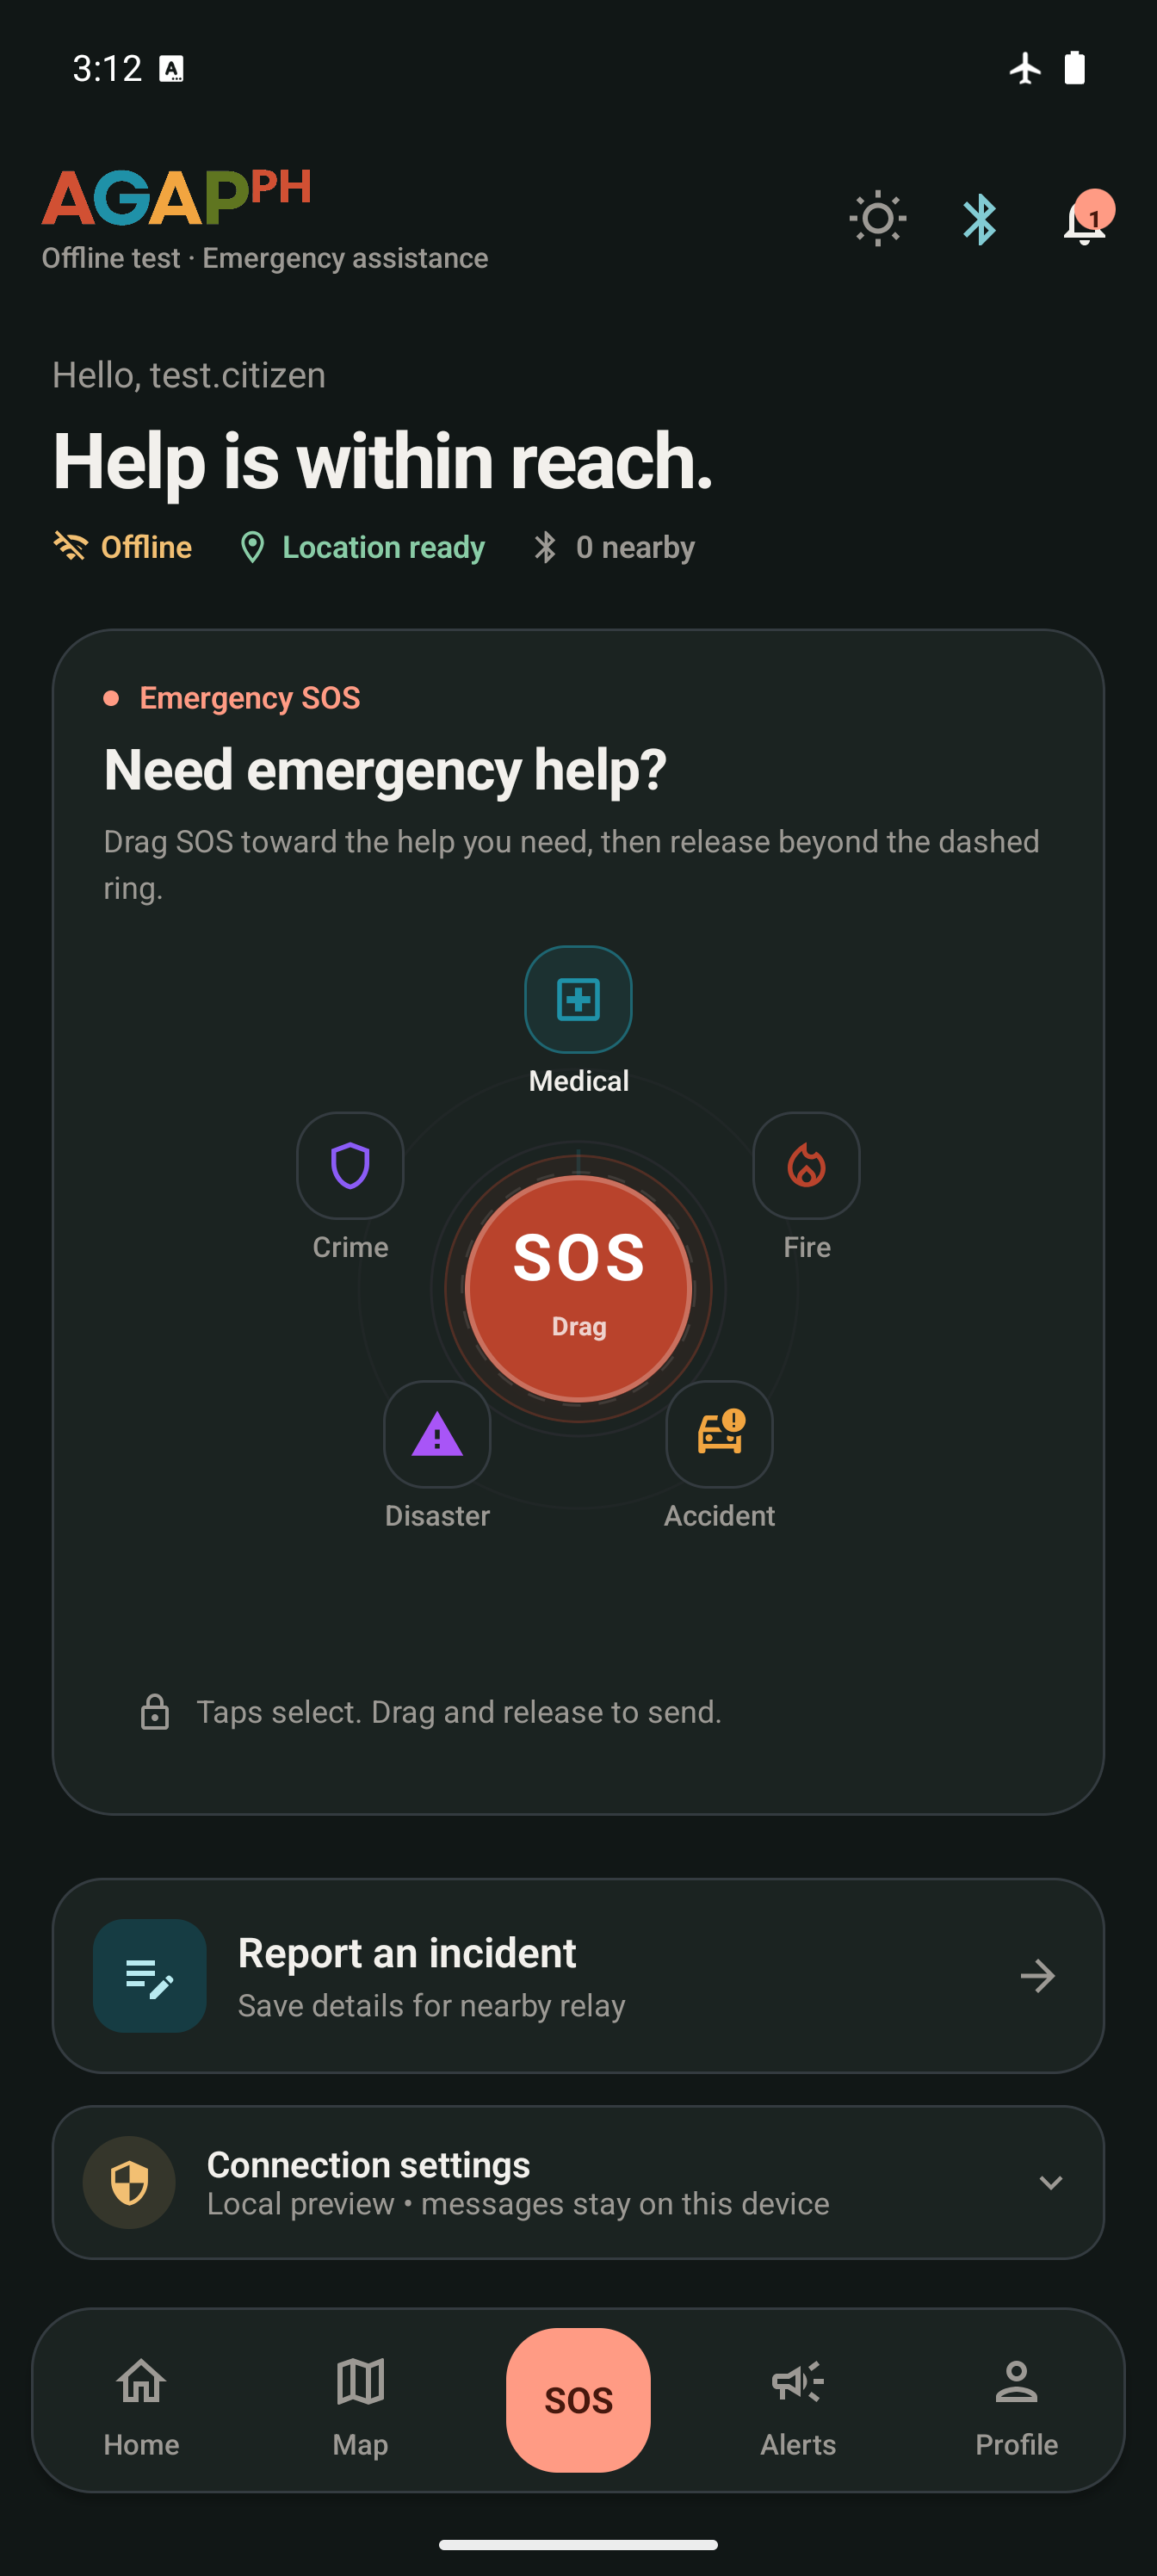 3:12
AGAPPH
Offline test · Emergency assistance
1
Hello, test.citizen
Help is within reach.
Offline
Location ready
0 nearby
Emergency SOS
Need emergency help?
Drag SOS toward the help you need, then release beyond the dashed
ring.
Medical
Crime
Fire
SOS
Drag
Disaster
Accident
Taps select. Drag and release to send.
Report an incident
Save details for nearby relay
Connection settings
Local preview • messages stay on this device
Home
Map
SOS
Alerts
Profile